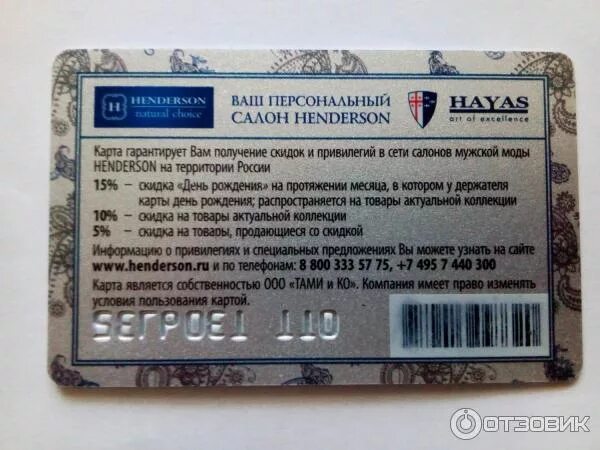 HENDERSON
natural choice
ВАШ ПЕРСОНАЛЬНЫЙ
САЛОН HENDERSON
HAYAS
art of excellence
Карта гарантирует Вам получение скидок и привилегий в сети салонов мужской моды
HENDERSON на территории России
15% – скидка «День рождения» на протяжении месяца, в котором у держателя
карты день рождения; распространяется на товары актуальной коллекции
10% – скидка на товары актуальной коллекции
5% – скидка на товары, продающиеся со скидкой
Информацию о привилегиях и специальных предложениях Вы можете узнать на сайте
www.henderson.ru и по телефонам: 8 800 333 57 75, +7 495 7 440 300
Карта является собственностью ООО «ТАМИ и КО». Компания имеет право изменять
условия пользования картой.
ОТЗОВИК